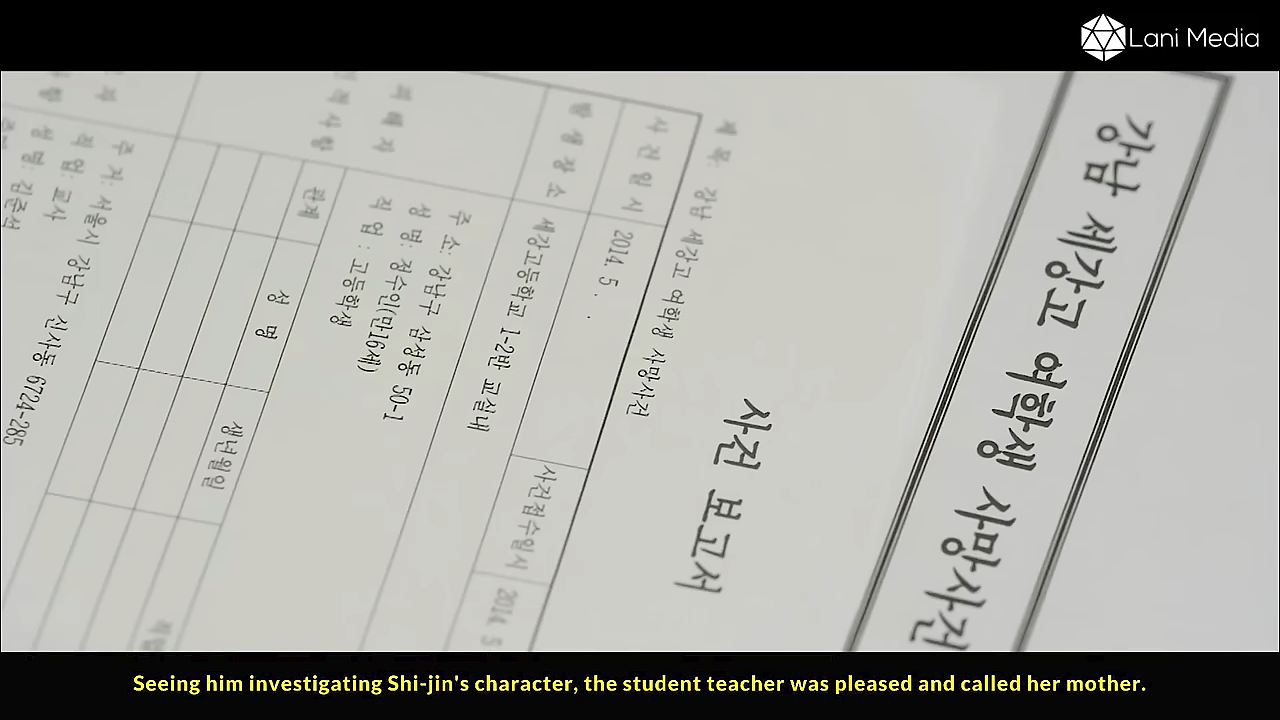 Lani Media
강남 세강고 여학생 사망사건
사건 보고서
제 목: 강남 세강고 여학생 사망사건
사 건 일 시
2014. 5 . .
사건접수일시
2014. 5
발 생 장 소
세강고등학교 1-2반 교실내
피 해 자
인 적 사 항
주 소: 강남구 삼성동 50-1
성 명: 정수인(만16세)
직 업 : 고등학생
관계
성 명
생년월일
주 거: 서울시 강남구 신사동 6724-285
직 업: 교사
성 명: 김준석
Seeing him investigating Shi-jin's character, the student teacher was pleased and called her mother.